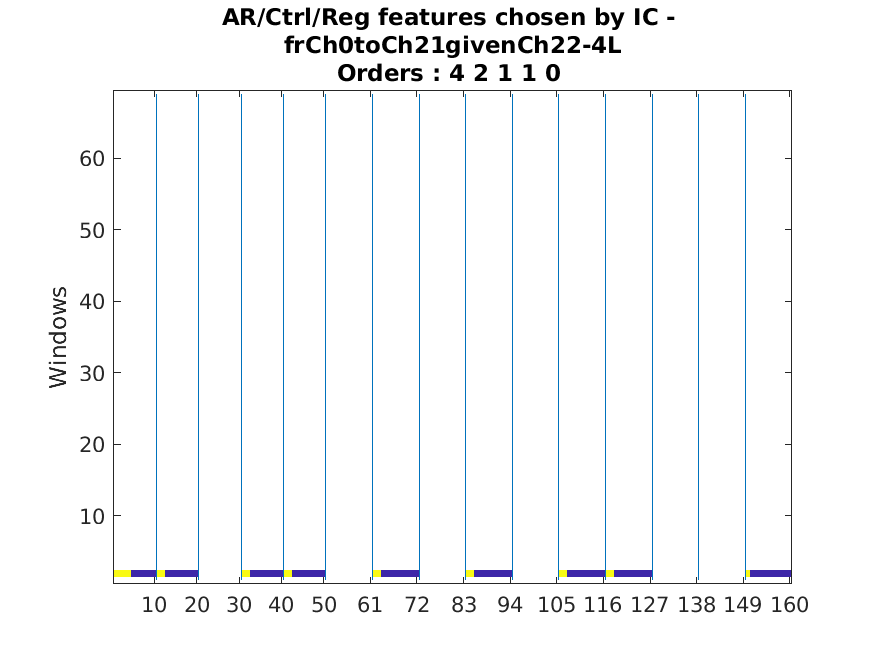 AR/Ctrl/Reg features chosen by IC -
frCh0toCh21givenCh22-4L
Orders : 4 2 1 1 0
Windows
60
50
40
30
20
10
10 20 30 40 50 61 72 83 94 105 116 127 138 149 160